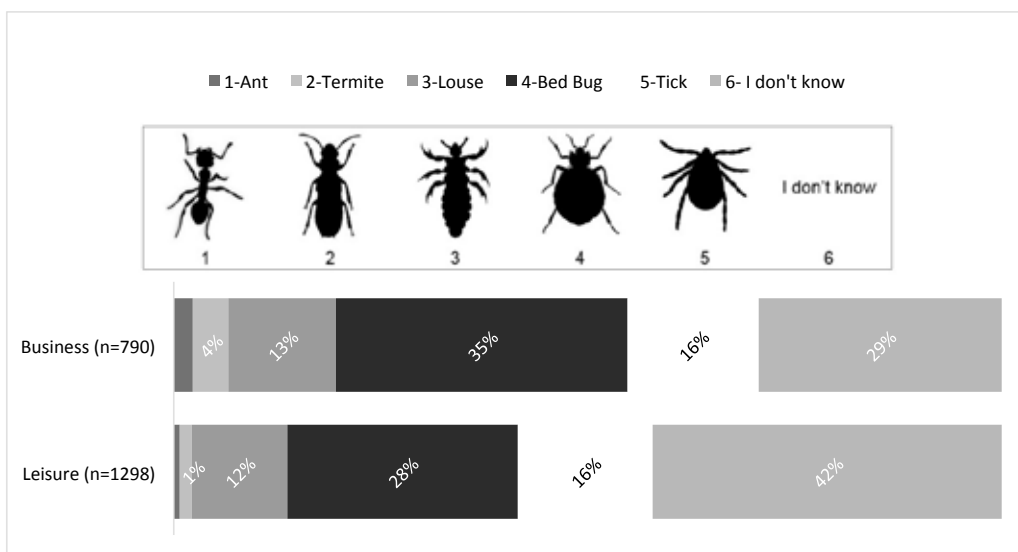 1-Ant 2-Termite 3-Louse 4-Bed Bug 5-Tick 6- I don't know
I don't know
1 2 3 4 5 6
Business (n=790) 4% 13% 35% 16% 29%
Leisure (n=1298) 1% 12% 28% 16% 42%